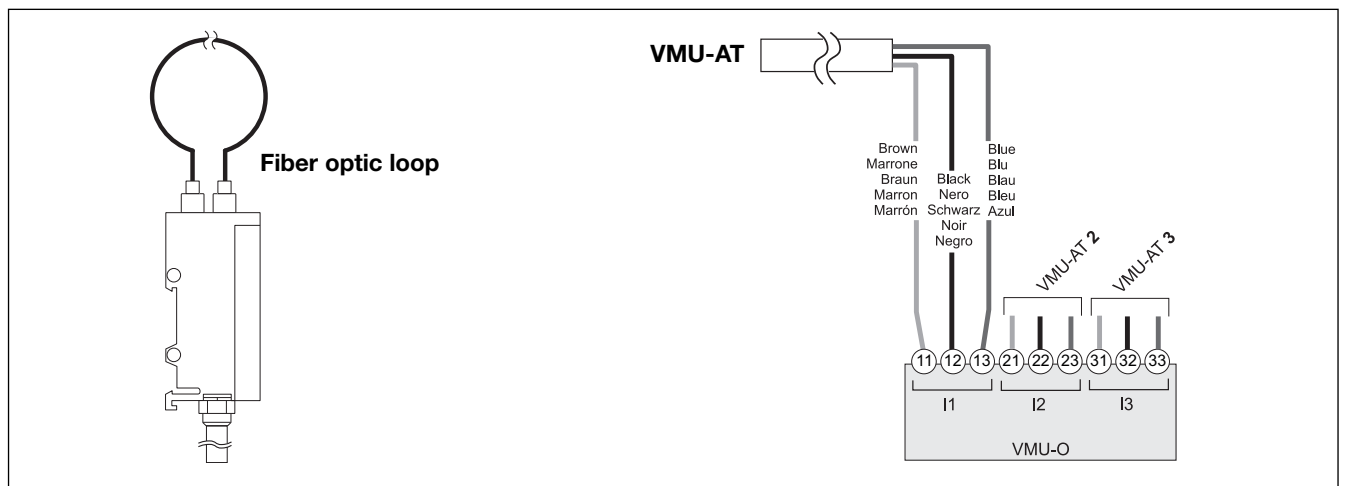 Fiber optic loop
VMU-AT
Brown
Marrone
Braun
Marron
Marrón
Black
Nero
Schwarz
Noir
Negro
Blue
Blu
Blau
Bleu
Azul
VMU-AT 2
VMU-AT 3
11 12 13 21 22 23 31 32 33
I1 I2 I3
VMU-O